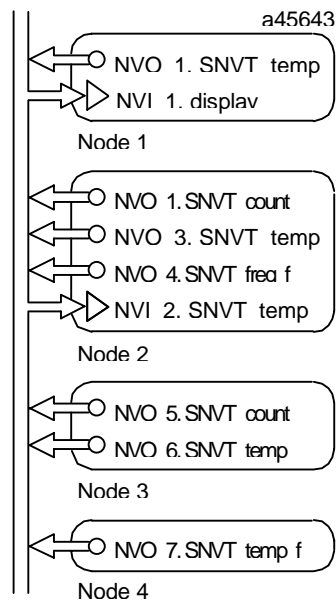 a45643
NVO 1. SNVT temp
NVI 1. display
Node 1
NVO 1. SNVT count
NVO 3. SNVT temp
NVO 4. SNVT freq f
NVI 2. SNVT temp
Node 2
NVO 5. SNVT count
NVO 6. SNVT temp
Node 3
NVO 7. SNVT temp f
Node 4